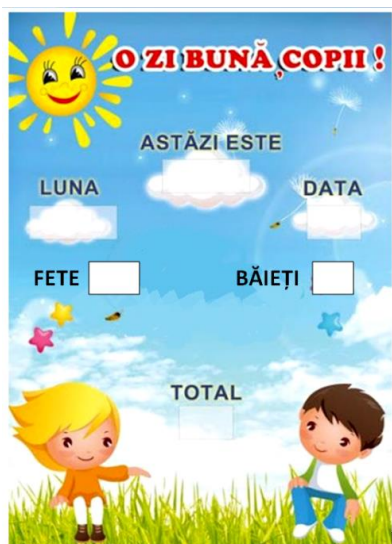 O ZI BUNĂ, COPII !
ASTĂZI ESTE
LUNA
DATA
FETE
BĂIEȚI
TOTAL